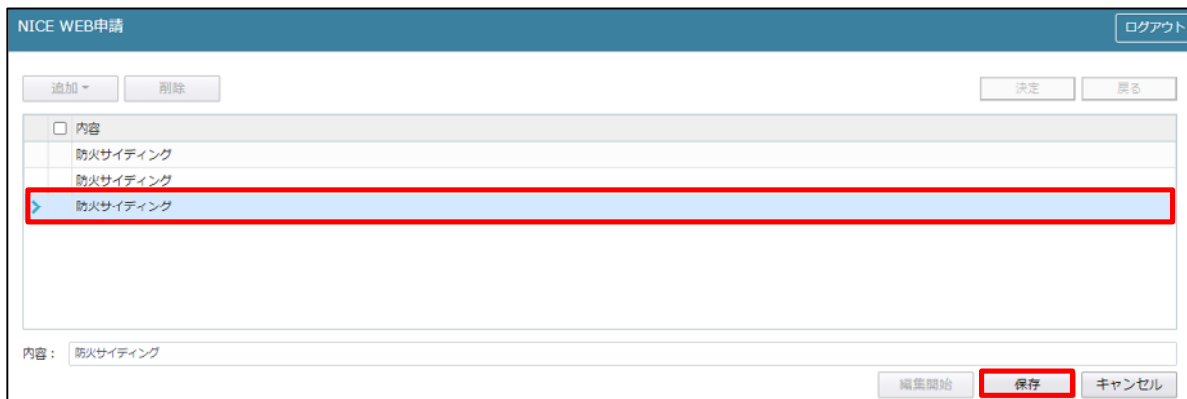 NICE WEB申請 ログアウト
追加 削除 決定 戻る
内容
防火サイディング
防火サイディング
防火サイディング
内容： 防火サイディング
編集開始 保存 キャンセル